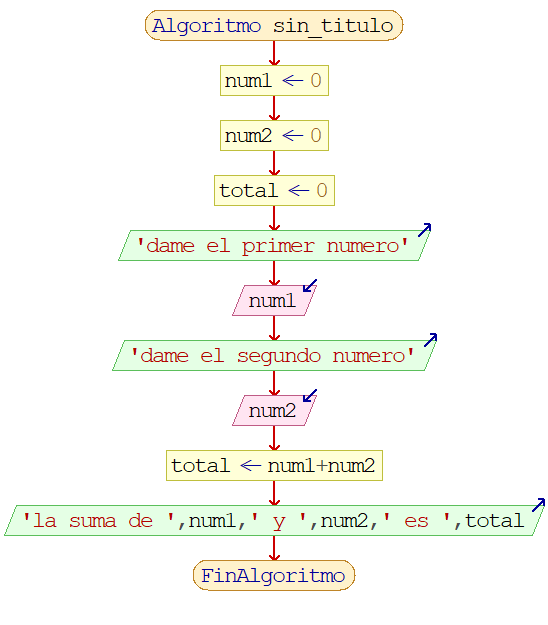 Algoritmo sin_titulo
num1 ← 0
num2 ← 0
total ← 0
'dame el primer numero'
num1
'dame el segundo numero'
num2
total ← num1+num2
'la suma de ',num1,' y ',num2,' es ',total
FinAlgoritmo